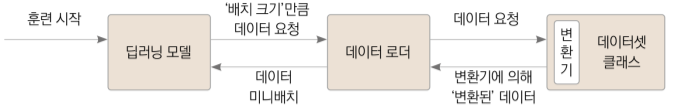 훈련 시작
딥러닝 모델
‘배치 크기’만큼
데이터 요청
데이터
미니배치
데이터 로더
데이터 요청
변환기에 의해
‘변환된’ 데이터
변환기
데이터셋
클래스